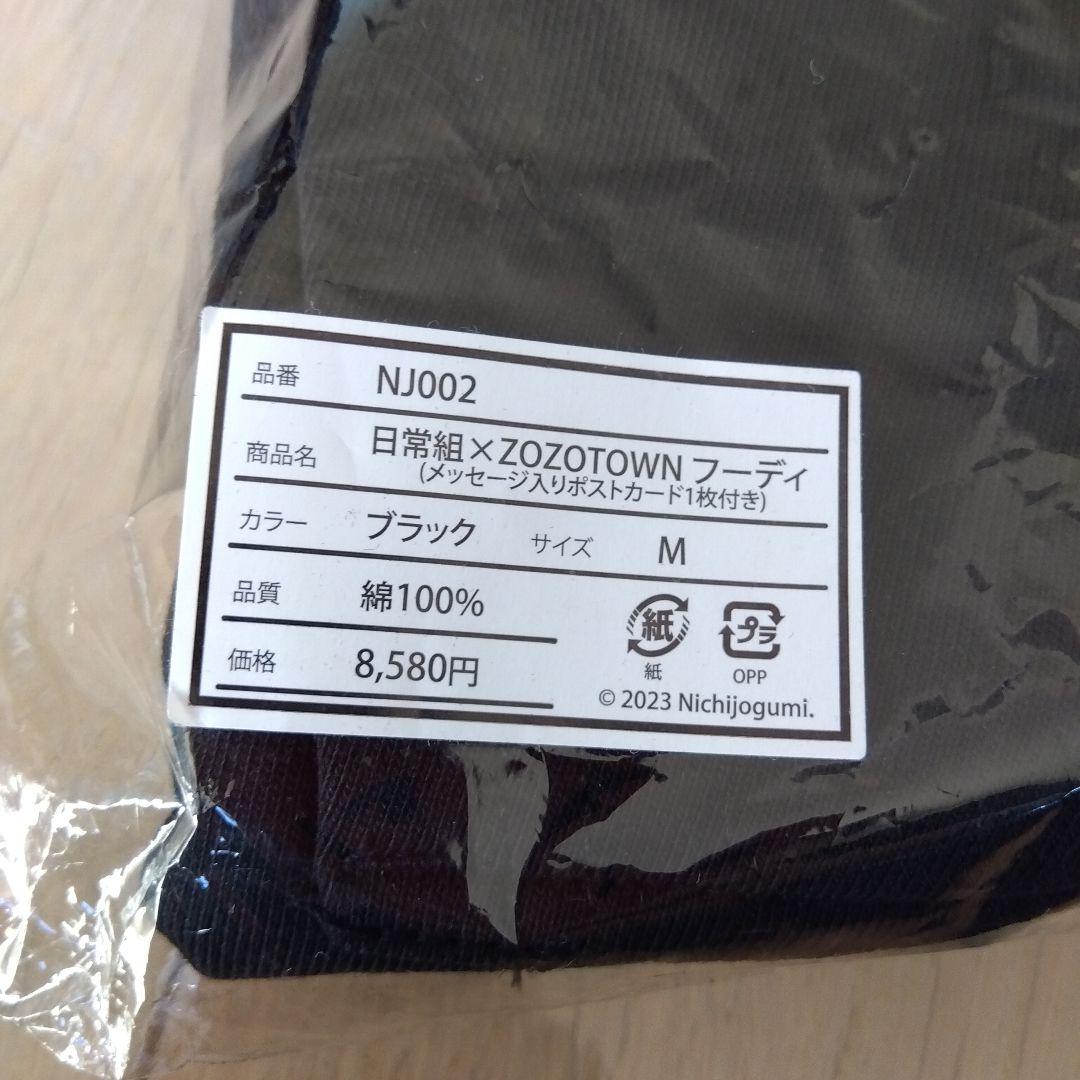 品番 NJ002
商品名 日常組×ZOZOTOWN フーディ
(メッセージ入りポストカード1枚付き)
カラー ブラック サイズ M
品質 綿100%
価格 8,580円
紙 プラ
紙 OPP
© 2023 Nichijogumi.